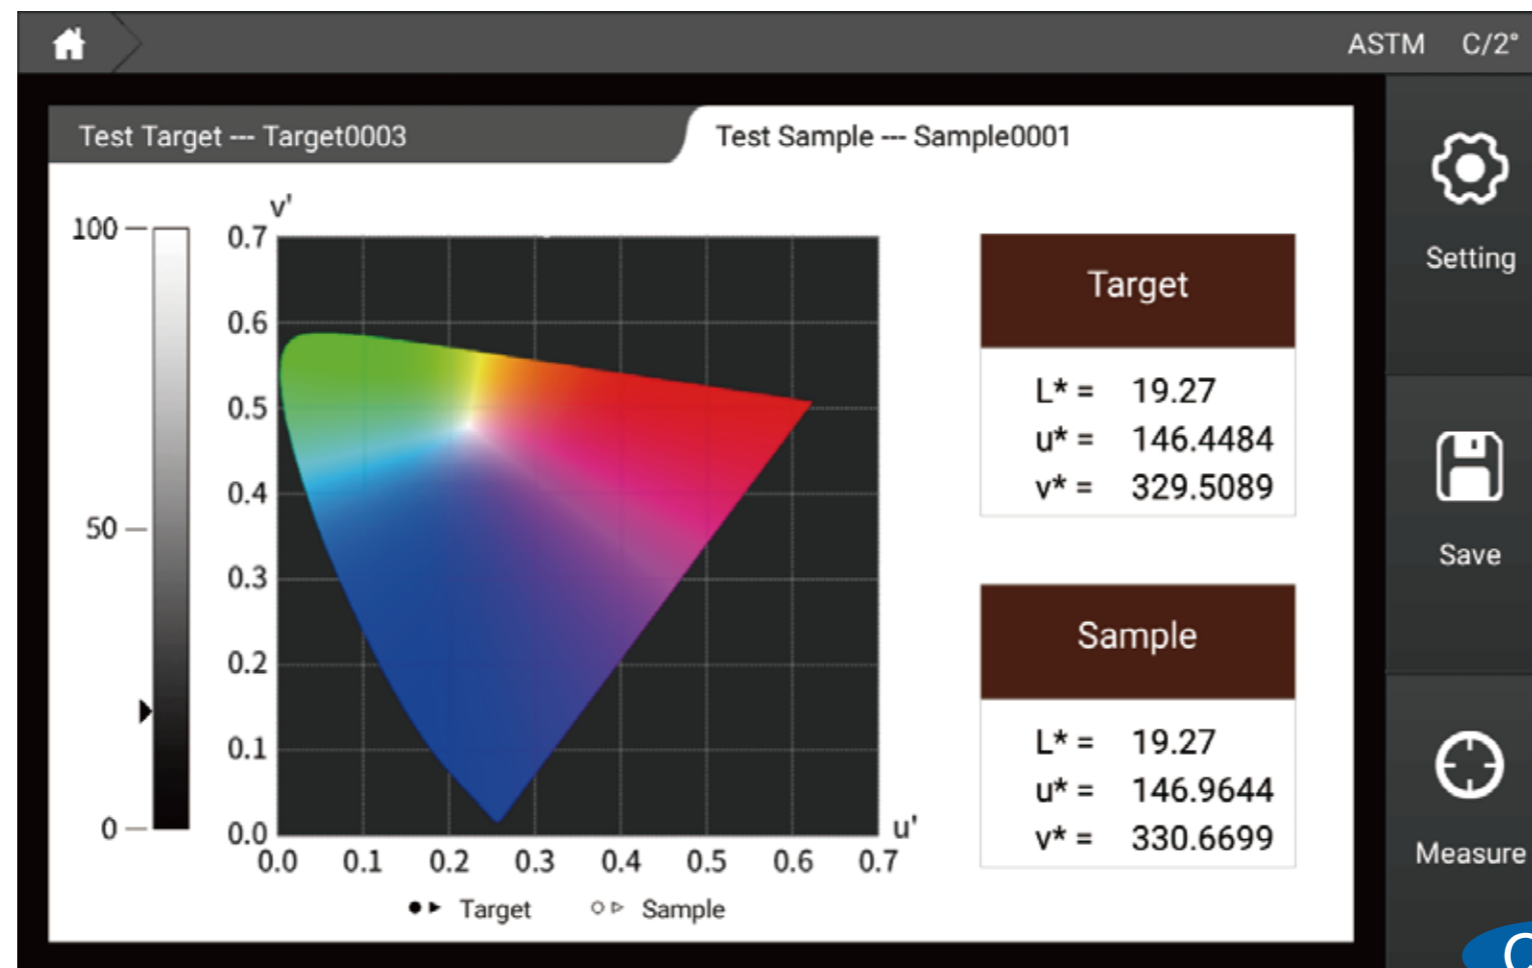 ASTM C/2°
Test Target --- Target0003
Test Sample --- Sample0001
Setting
Save
Measure
v'
100
50
0
0.7
0.6
0.5
0.4
0.3
0.2
0.1
0.0
0.0 0.1 0.2 0.3 0.4 0.5 0.6 0.7
u'
Target
Sample
Target
L* = 19.27
u* = 146.4484
v* = 329.5089
Sample
L* = 19.27
u* = 146.9644
v* = 330.6699